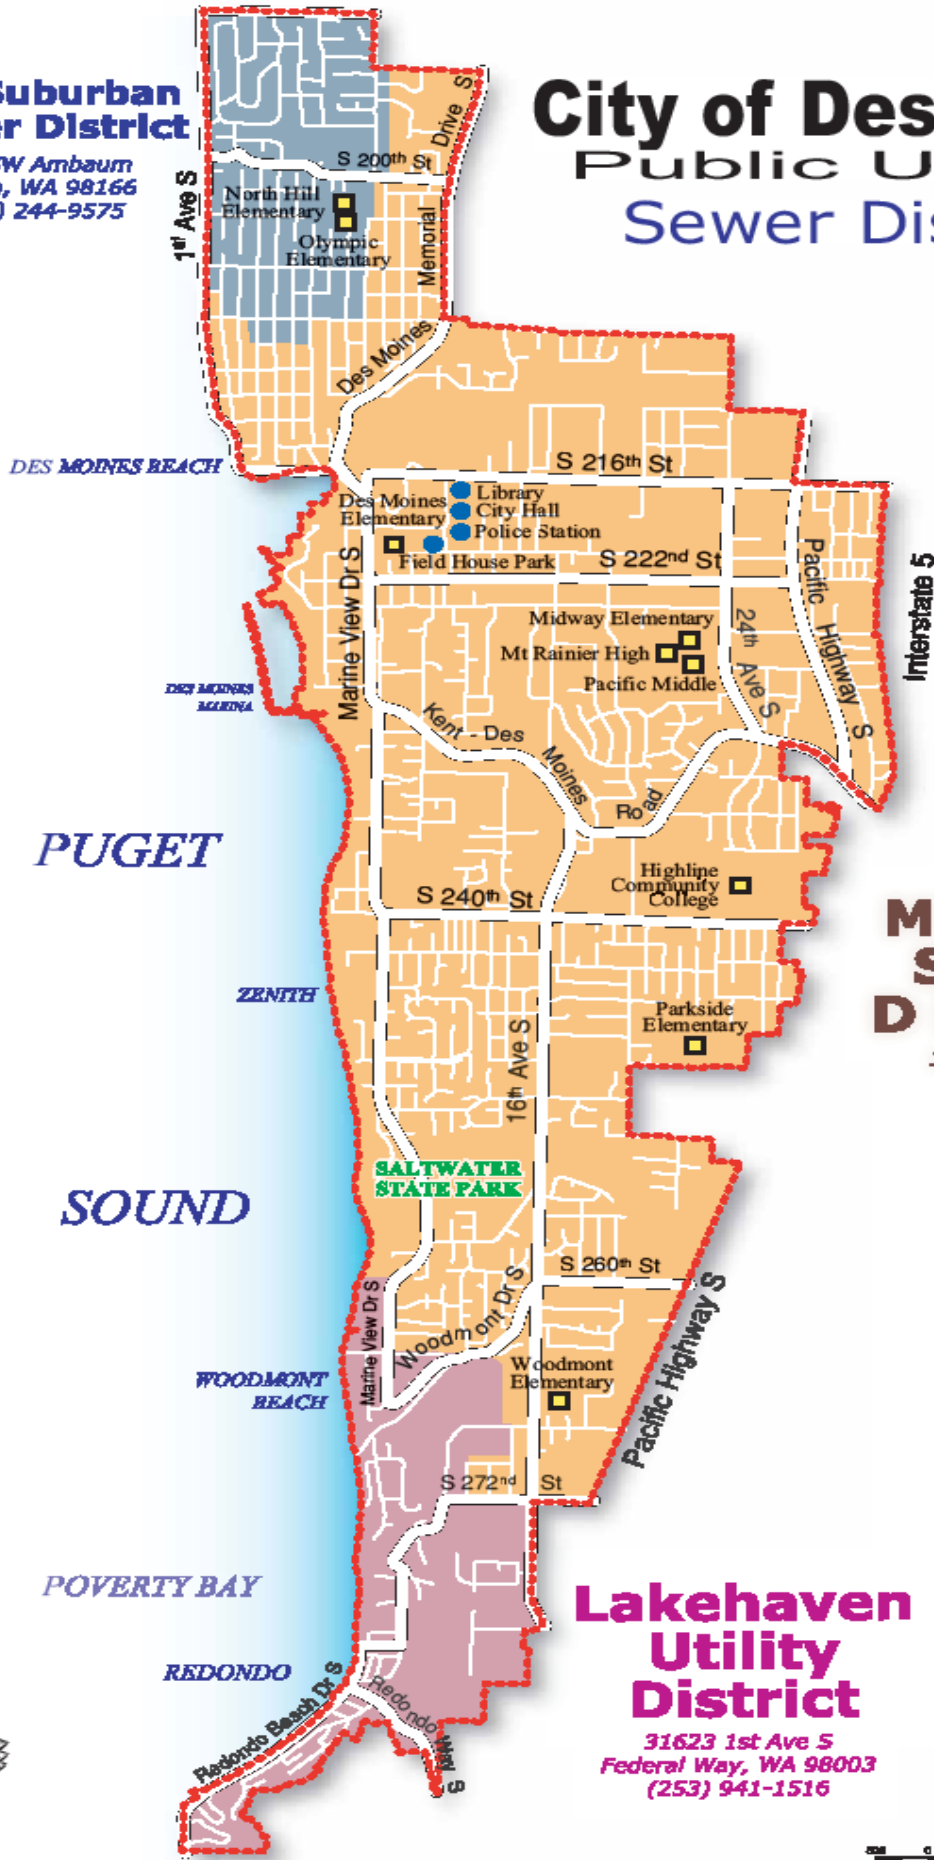 City of Des
Public U
Sewer Dis
Suburban
er District
SW Ambaum
, WA 98166
) 244-9575
1st Ave S
S 200th St
Drive S
North Hill
Elementary
Olympic
Elementary
Memorial
Des Moines
DES MOINES BEACH
S 216th St
Library
City Hall
Police Station
Des Moines
Elementary
Field House Park
S 222nd St
Marine View Dr S
Pacific Highway S
Interstate 5
24th Ave S
Midway Elementary
Mt Rainier High
Pacific Middle
DES MOINES
MARINA
Kent - Des Moines Road
PUGET
Highline
Community
College
S 240th St
M
S
D
ZENITH
Parkside
Elementary
16th Ave S
SALTWATER
STATE PARK
SOUND
S 260th St
Marine View Dr S
Woodmont Dr S
Pacific Highway S
WOODMONT
BEACH
Woodmont
Elementary
S 272nd St
POVERTY BAY
Lakehaven
Utility
District
31623 1st Ave S
Federal Way, WA 98003
(253) 941-1516
REDONDO
Redondo Beach Dr S
Redondo Way S